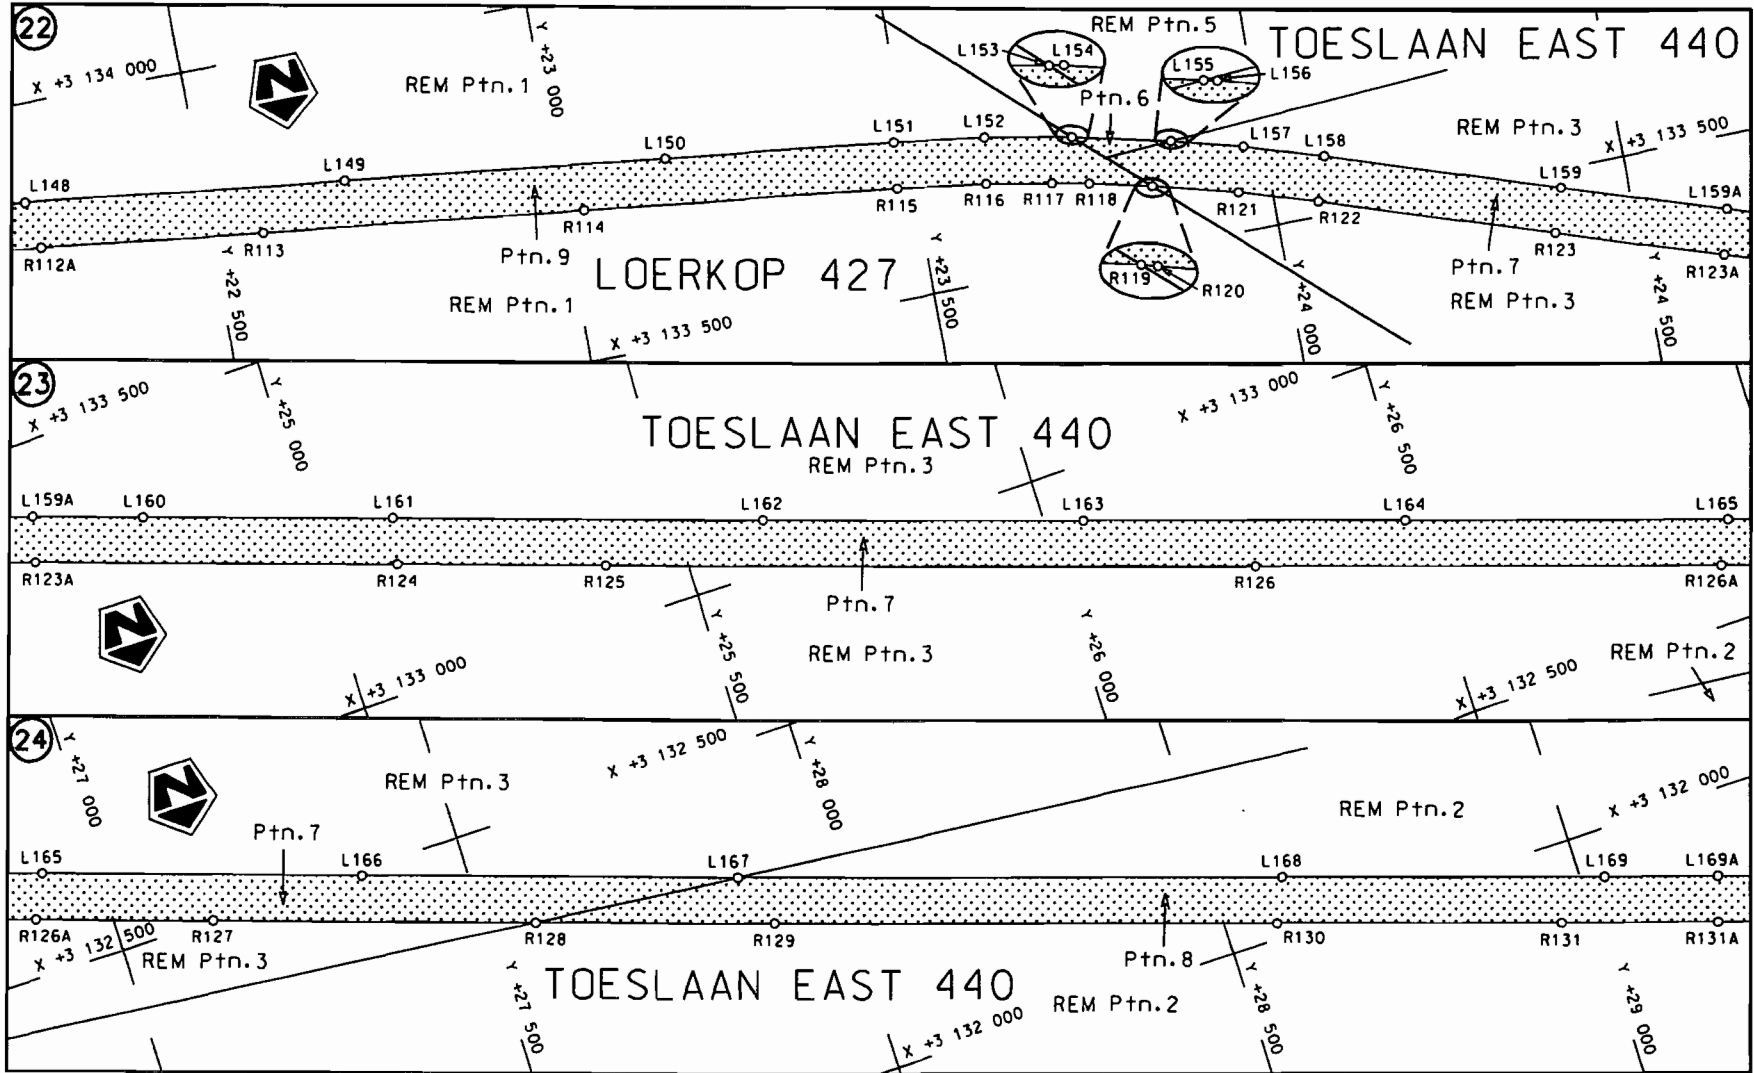 22
REM Ptn.5
TOESLAAN EAST 440
L153
L154
L155
L156
X +3 134 000
REM Ptn.1
Y +23 000
Ptn.6
L148
L149
L150
L151
L152
L157
L158
REM Ptn.3
X +3 133 500
L159
L159A
R112A
R113
R114
R115
R116
R117
R118
R121
R122
R123
R123A
Ptn.9
LOERKOP 427
R119
R120
Ptn.7
REM Ptn.3
REM Ptn.1
Y +22 500
X +3 133 500
Y +23 500
Y +24 000
Y +24 500
23
X +3 133 500
Y +25 000
TOESLAAN EAST 440
X +3 133 000
Y +26 500
REM Ptn.3
L159A
L160
L161
L162
L163
L164
L165
R123A
R124
R125
R126
R126A
Ptn.7
REM Ptn.3
X +3 133 000
Y +25 500
Y +26 000
X +3 132 500
REM Ptn.2
24
Y +27 000
REM Ptn.3
X +3 132 500
Y +28 000
REM Ptn.2
X +3 132 000
Ptn.7
L165
L166
L167
L168
L169
L169A
R126A
R127
R128
R129
R130
R131
R131A
X +3 132 500
REM Ptn.3
TOESLAAN EAST 440
Ptn.8
REM Ptn.2
Y +27 500
X +3 132 000
Y +28 500
Y +29 000